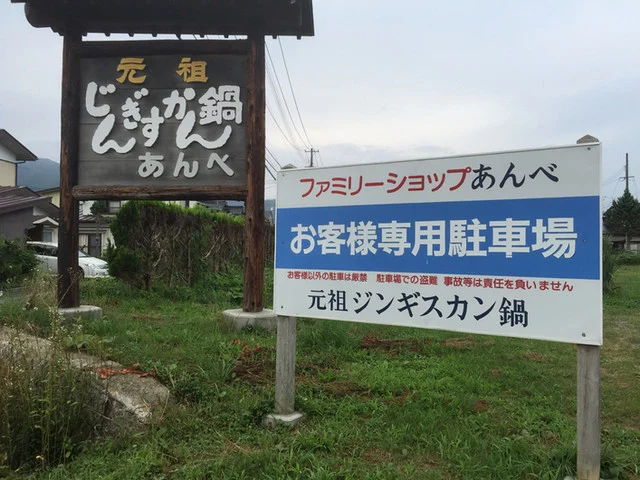 元祖
じんぎすかん鍋
あんべ
ファミリーショップあんべ
お客様専用駐車場
お客様以外の駐車は厳禁 駐車場での盗難 事故等は責任を負いません
元祖ジンギスカン鍋